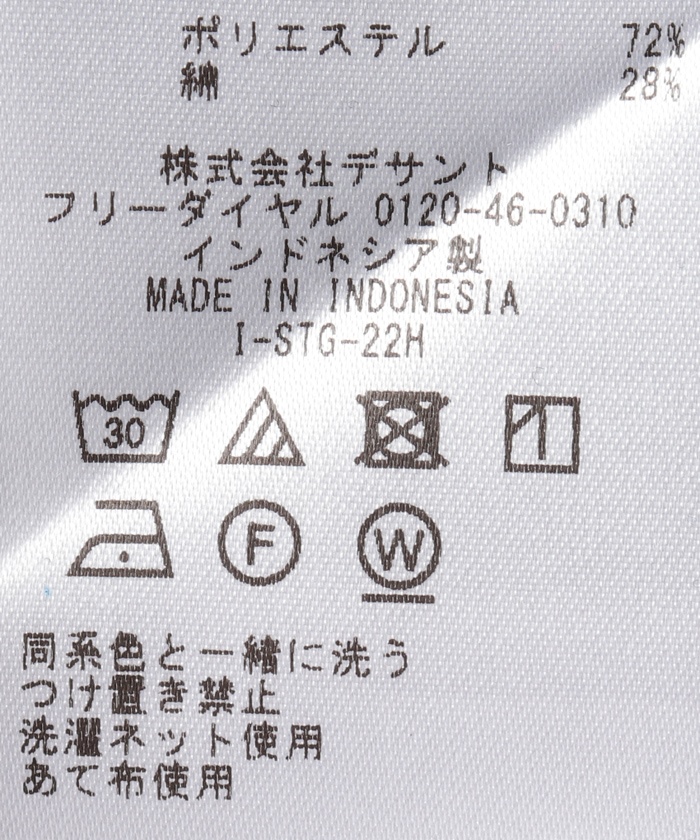 ポリエステル 72%
綿 28%
株式会社デサント
フリーダイヤル 0120-46-0310
インドネシア製
MADE IN INDONESIA
I-STG-22H
30
F W
同系色と一緒に洗う
つけ置き禁止
洗濯ネット使用
あて布使用